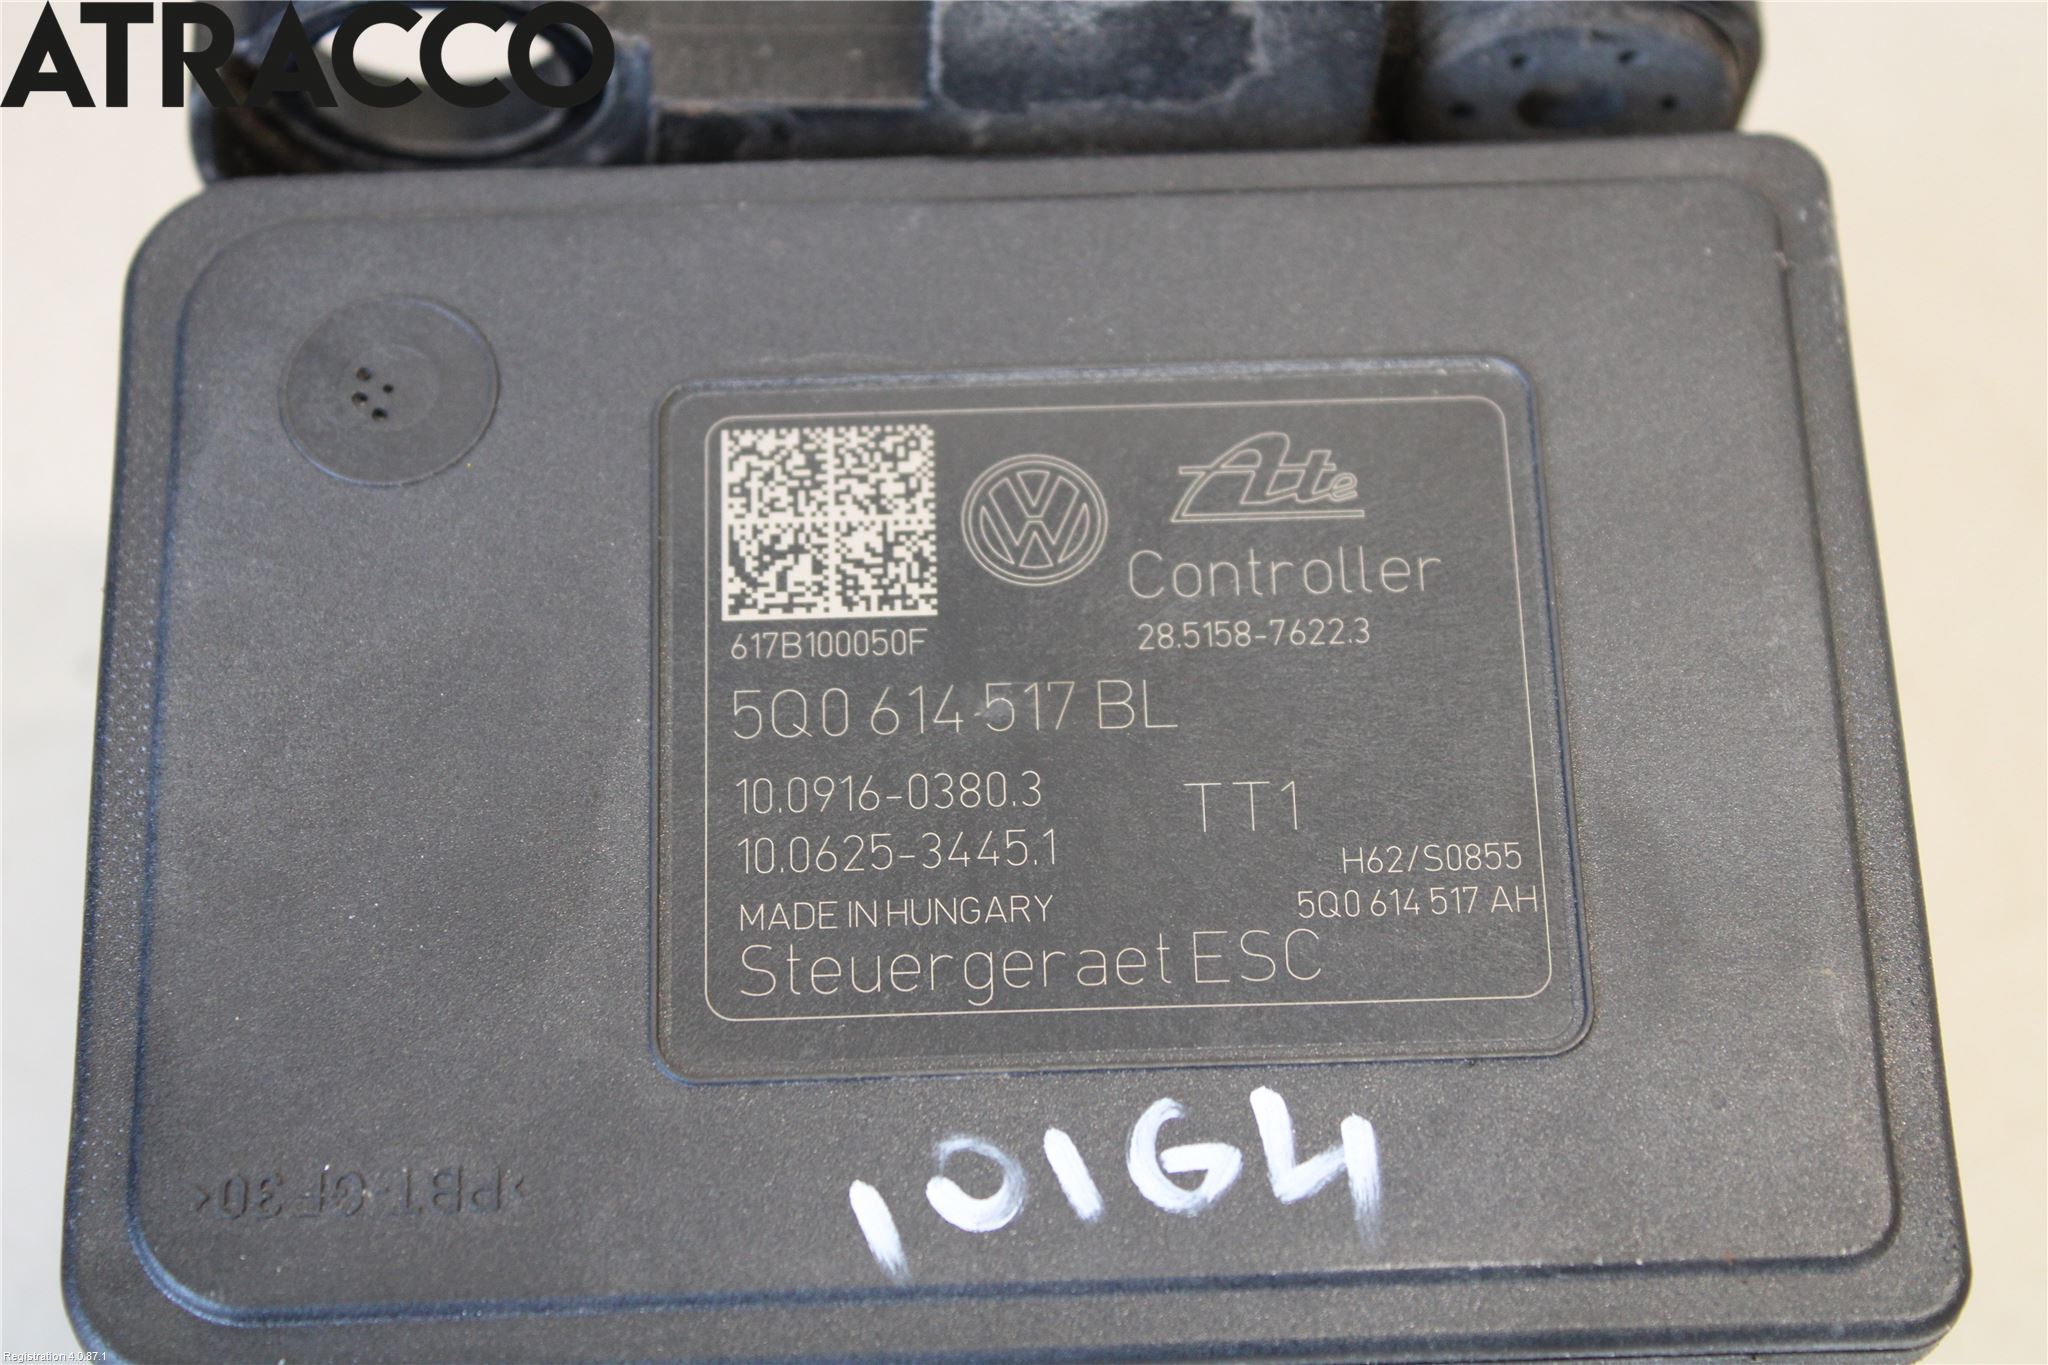 ATRACCO
Ate
Controller
617B100050F
28.5158-7622.3
5Q0 614 517 BL
10.0916-0380.3
TT1
10.0625-3445.1
H62/S0855
MADE IN HUNGARY
5Q0 614 517 AH
Steuergeraet ESC
101G4
>PBT-GF30<
Registration 4.0.87.1